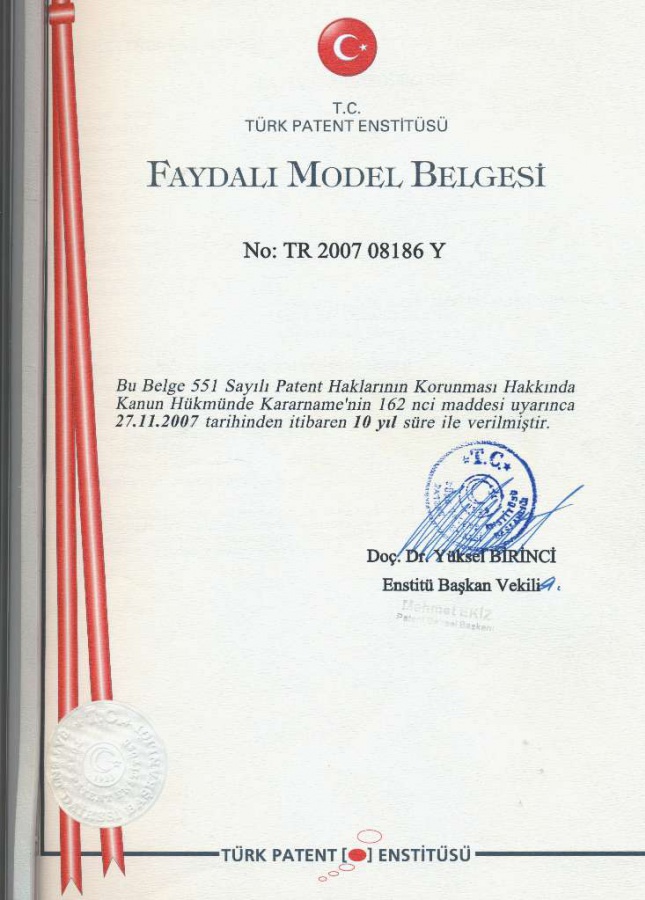 T.C.
TÜRK PATENT ENSTİTÜSÜ
FAYDALI MODEL BELGESİ
No: TR 2007 08186 Y
Bu Belge 551 Sayılı Patent Haklarının Korunması Hakkında
Kanun Hükmünde Kararname'nin 162 nci maddesi uyarınca
27.11.2007 tarihinden itibaren 10 yıl süre ile verilmiştir.
T.C.
Doç. Dr. Yüksel BİRİNCİ
Enstitü Başkan Vekili
Mehmet EKİZ
T.C.
TÜRK PATENT [ ] ENSTİTÜSÜ